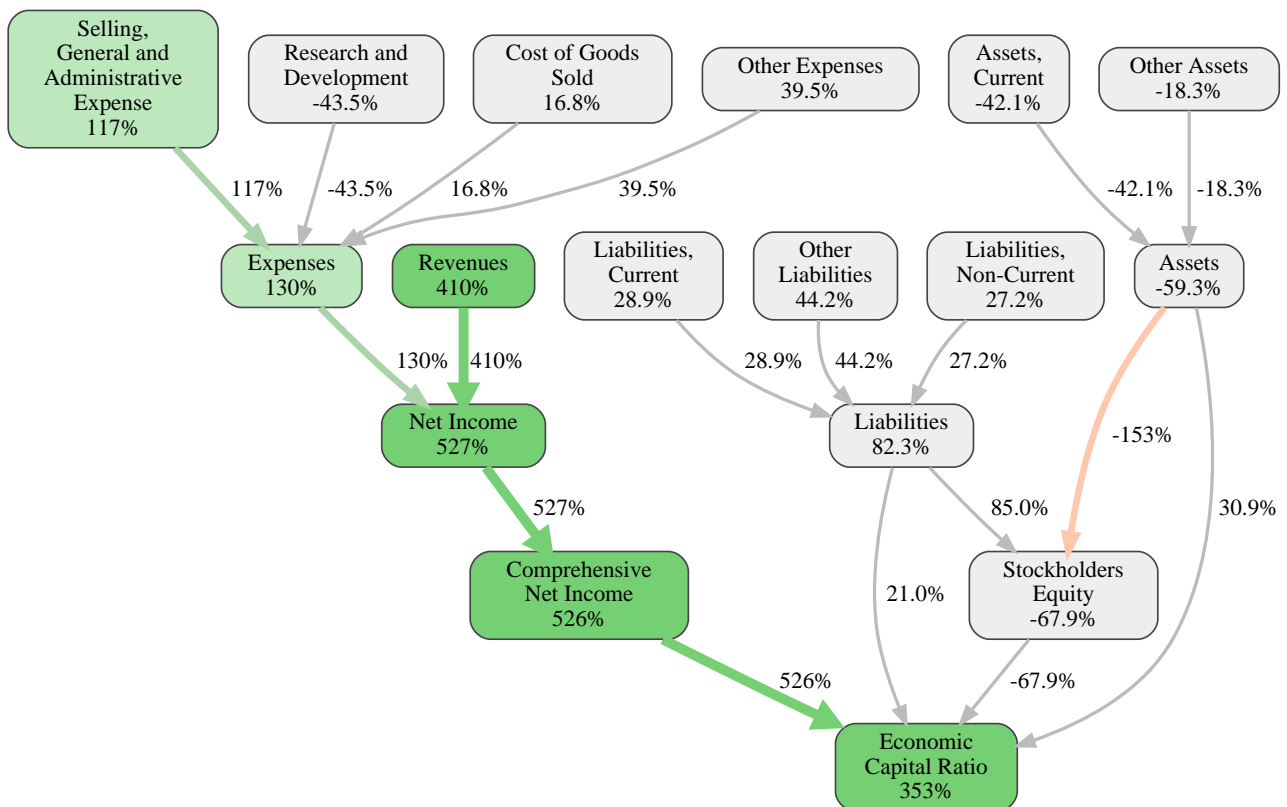 Selling,
General and
Administrative
Expense
117%
Research and
Development
-43.5%
Cost of Goods
Sold
16.8%
Other Expenses
39.5%
Assets,
Current
-42.1%
Other Assets
-18.3%
117%
-43.5%
16.8%
39.5%
-42.1%
-18.3%
Expenses
130%
Revenues
410%
Liabilities,
Current
28.9%
Other
Liabilities
44.2%
Liabilities,
Non-Current
27.2%
Assets
-59.3%
130%
410%
28.9%
44.2%
27.2%
-153%
30.9%
Net Income
527%
Liabilities
82.3%
527%
85.0%
21.0%
Comprehensive
Net Income
526%
Stockholders
Equity
-67.9%
526%
-67.9%
Economic
Capital Ratio
353%